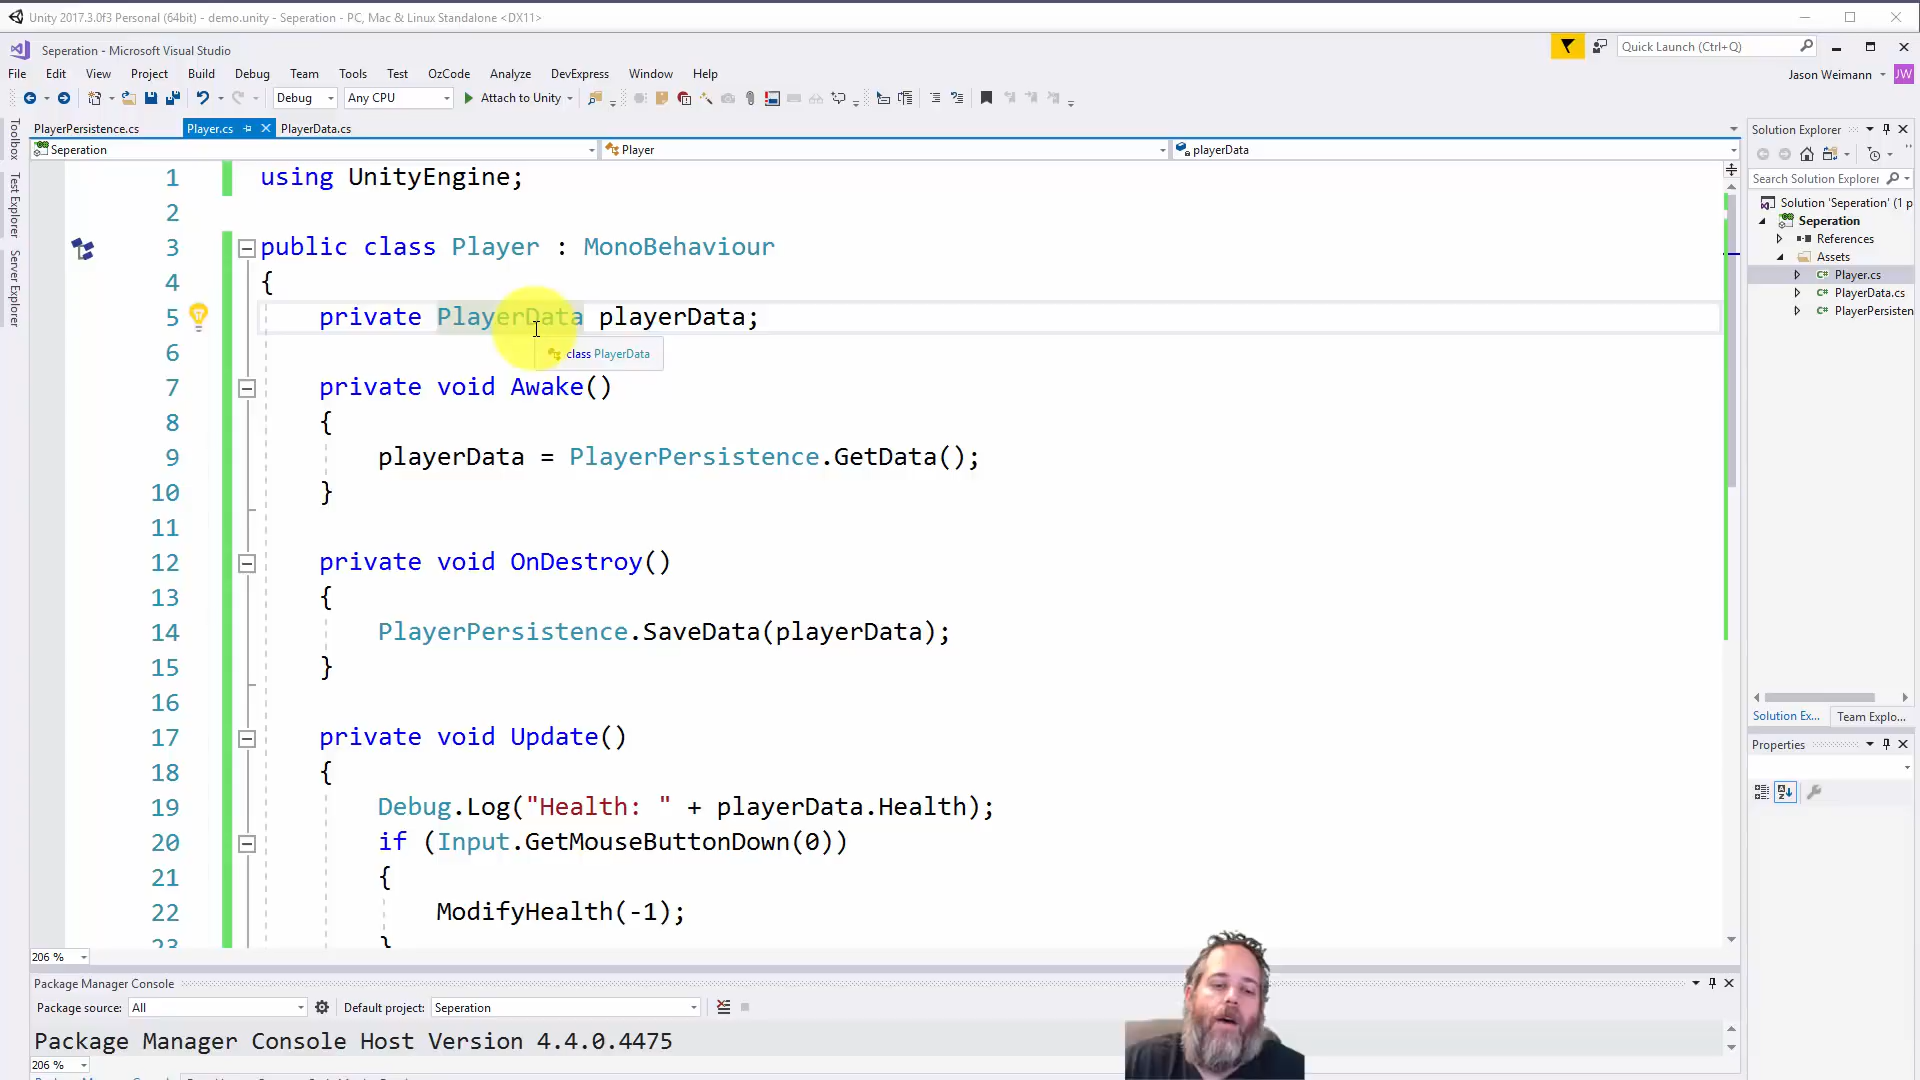 Unity 2017.3.0f3 Personal (64bit) - demo.unity - Seperation - PC, Mac & Linux Standalone <DX11>
Seperation - Microsoft Visual Studio
Quick Launch (Ctrl+Q)
File Edit View Project Build Debug Team Tools Test OzCode Analyze DevExpress Window Help
Jason Weimann JW
Debug Any CPU Attach to Unity
PlayerPersistence.cs Player.cs PlayerData.cs
Seperation Player playerData
Toolbox
Test Explorer
Server Explorer
1 using UnityEngine;
2
3 public class Player : MonoBehaviour
4 {
5 private PlayerData playerData;
6
class PlayerData
7 private void Awake()
8 {
9 playerData = PlayerPersistence.GetData();
10 }
11
12 private void OnDestroy()
13 {
14 PlayerPersistence.SaveData(playerData);
15 }
16
17 private void Update()
18 {
19 Debug.Log("Health: " + playerData.Health);
20 if (Input.GetMouseButtonDown(0))
21 {
22 ModifyHealth(-1);
23 }
206 %
Solution Explorer
Search Solution Explorer
Solution 'Seperation' (1 p
Seperation
References
Assets
C# Player.cs
C# PlayerData.cs
C# PlayerPersisten
Solution Ex... Team Explo...
Properties
Package Manager Console
Package source: All Default project: Seperation
Package Manager Console Host Version 4.4.0.4475
206 %